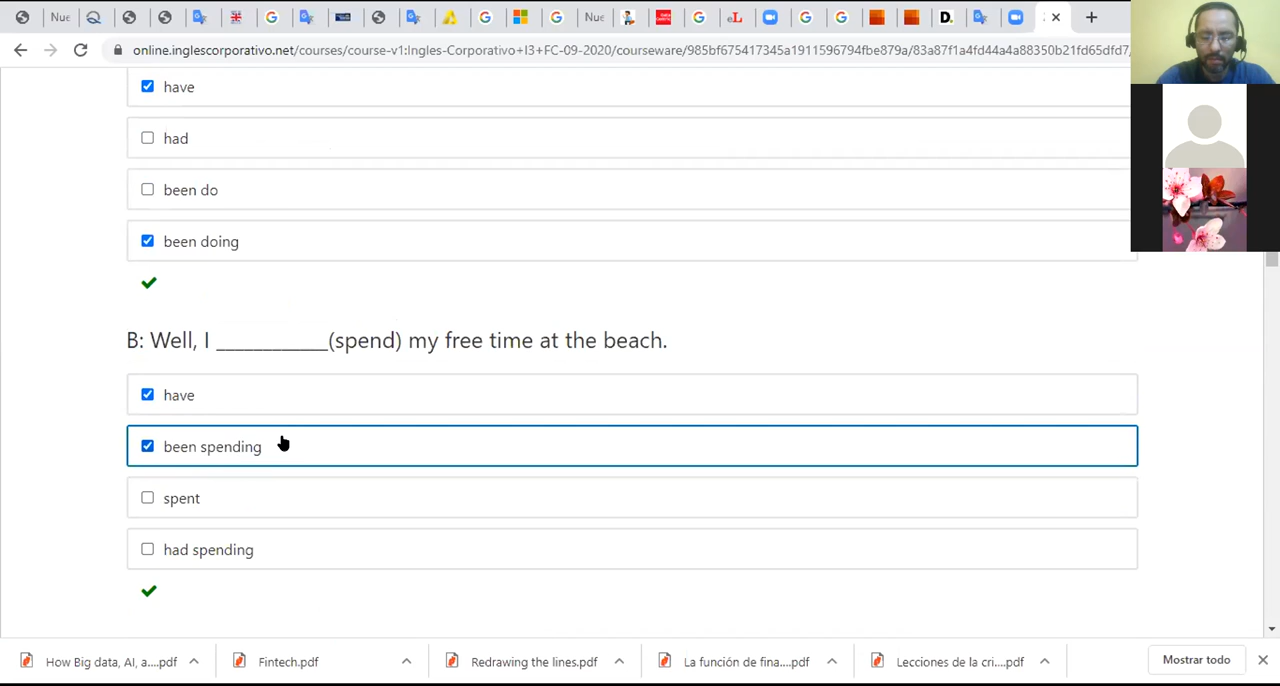 Nue
Nue
eL
D.
online.inglescorporativo.net/courses/course-v1:Ingles-Corporativo+I3+FC-09-2020/courseware/985bf675417345a1911596794fbe879a/83a87f1a4fd44a4a88350b21fd65dfd7/
have
had
been do
been doing
B: Well, I ____________(spend) my free time at the beach.
have
been spending
spent
had spending
How Big data, AI, a....pdf
Fintech.pdf
Redrawing the lines.pdf
La función de fina....pdf
Lecciones de la cri....pdf
Mostrar todo